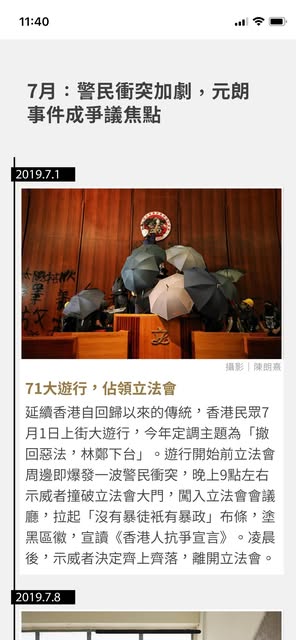 11:40
7月：警民衝突加劇，元朗
事件成爭議焦點
2019.7.1
攝影｜陳朗熹
71大遊行，佔領立法會
延續香港自回歸以來的傳統，香港民眾7
月1日上街大遊行，今年定調主題為「撤
回惡法，林鄭下台」。遊行開始前立法會
周邊即爆發一波警民衝突，晚上9點左右
示威者撞破立法會大門，闖入立法會會議
廳，拉起「沒有暴徒衹有暴政」布條，塗
黑區徽，宣讀《香港人抗爭宣言》。凌晨
後，示威者決定齊上齊落，離開立法會。
2019.7.8